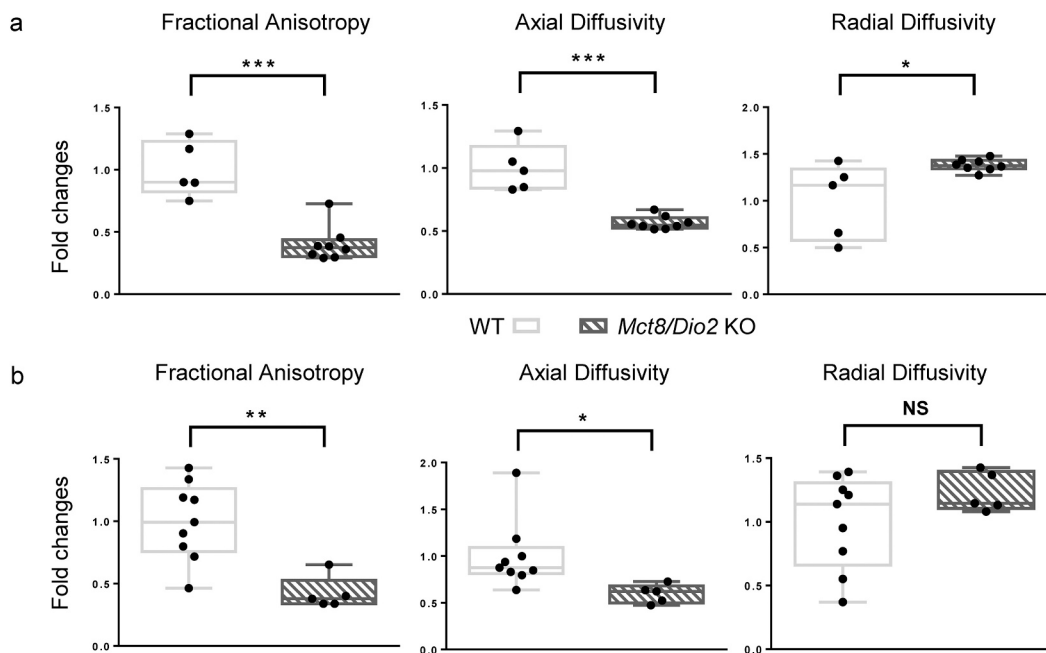 a
Fractional Anisotropy
Axial Diffusivity
Radial Diffusivity
***
***
*
Fold changes
1.5
1.0
0.5
0.0
1.5
1.0
0.5
0.0
2.0
1.5
1.0
0.5
0.0
WT
Mct8/Dio2 KO
b
Fractional Anisotropy
Axial Diffusivity
Radial Diffusivity
**
*
NS
Fold changes
1.5
1.0
0.5
0.0
2.0
1.5
1.0
0.5
0.0
1.5
1.0
0.5
0.0